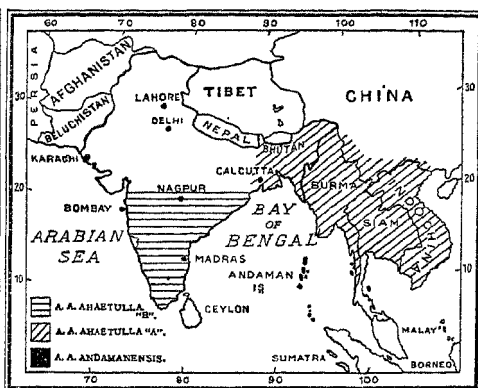 60 70 80 90 100 110
PERSIA
AFGHANISTAN
BELUCHISTAN
LAHORE
DELHI
TIBET
CHINA
30
30
NEPAL
BHUTAN
KARACHI
CALCUTTA
20
NAGPUR
BURMA
INDOCHINA
20
BOMBAY
BAY
OF
BENGAL
SIAM
ARABIAN
SEA
MADRAS
ANDAMAN
IS
10
10
CEYLON
A. A. AHAETULLA
"B".
A. A. AHAETULLA "A".
A. A. ANDAMANENSIS.
MALAY
SUMATRA
BORNEO
70 80 90 100